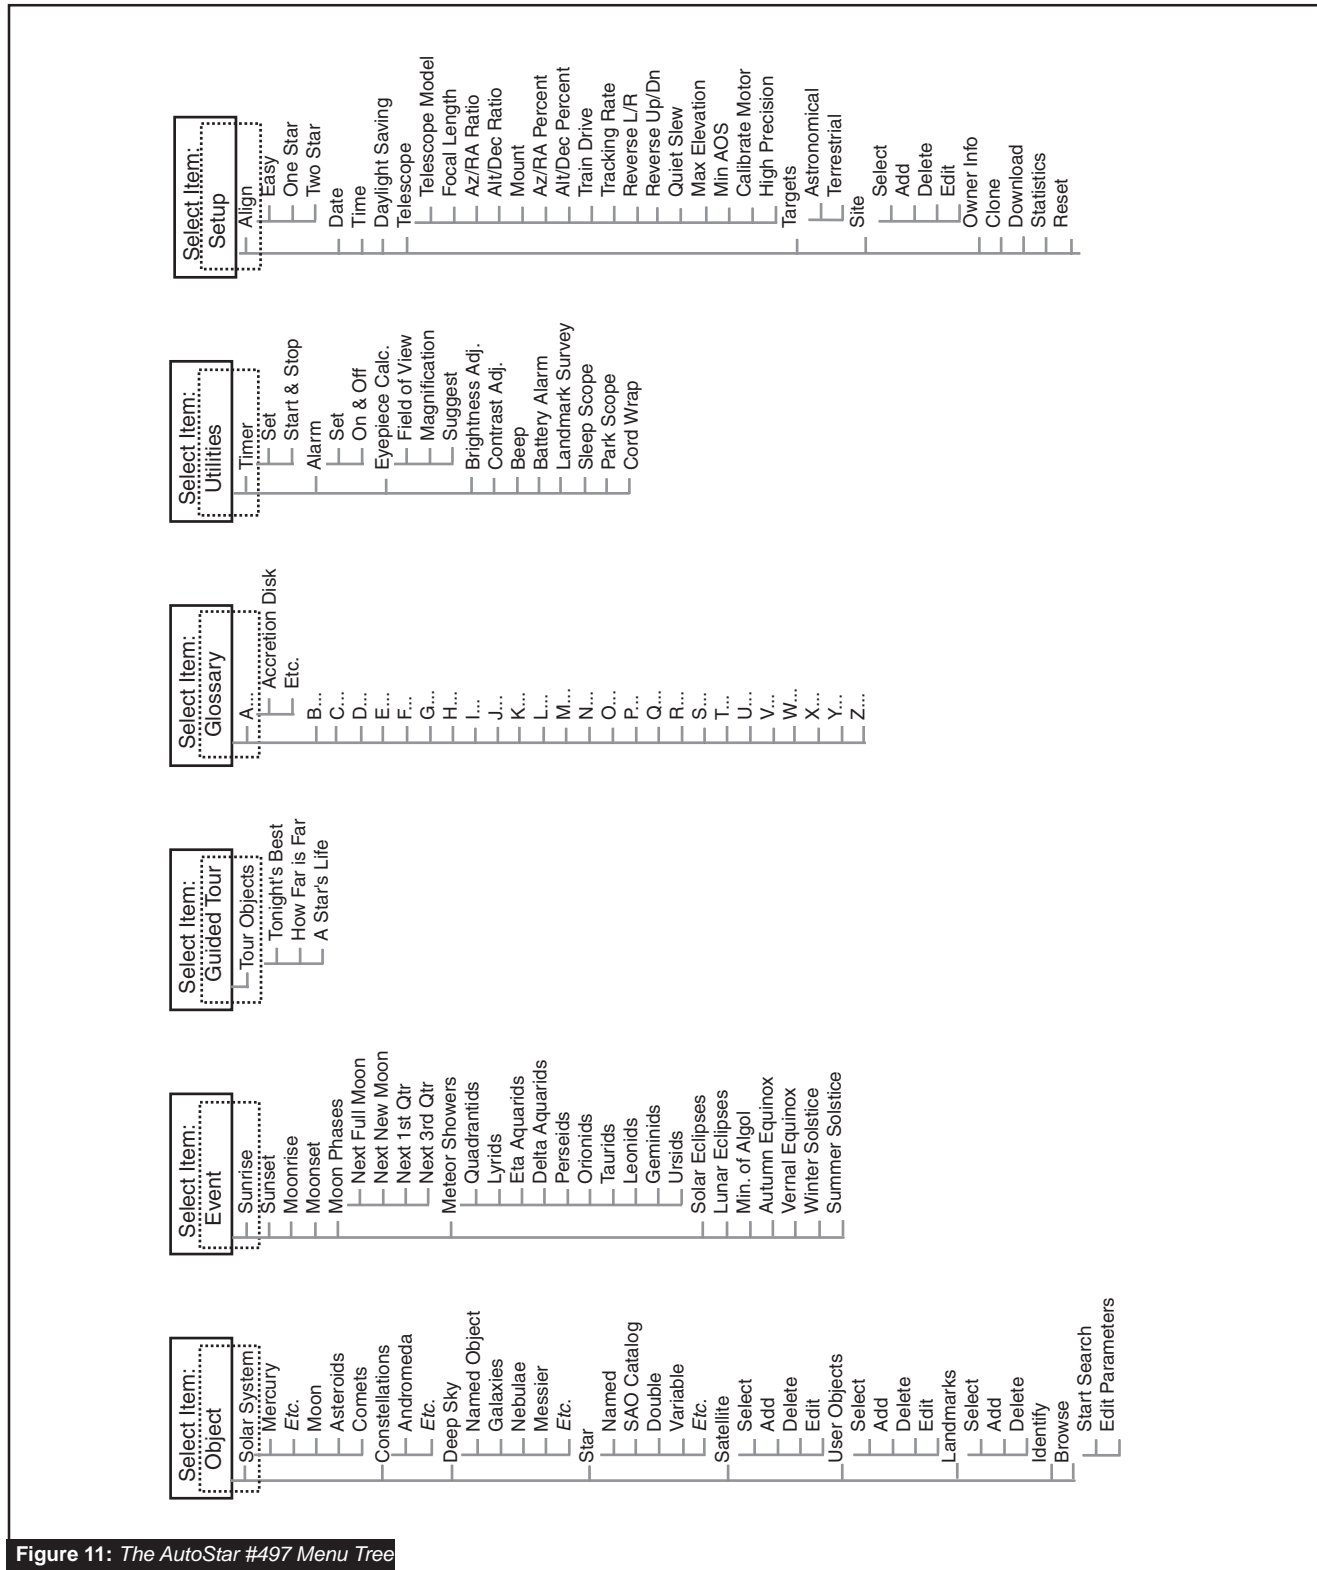 Select Item:
Object
Solar System
Mercury
Etc.
Moon
Asteroids
Comets
Constellations
Andromeda
Etc.
Deep Sky
Named Object
Galaxies
Nebulae
Messier
Etc.
Star
Named
SAO Catalog
Double
Variable
Etc.
Satellite
Select
Add
Delete
Edit
User Objects
Select
Add
Delete
Edit
Landmarks
Select
Add
Delete
Identify
Browse
Start Search
Edit Parameters
Select Item:
Event
Sunrise
Sunset
Moonrise
Moonset
Moon Phases
Next Full Moon
Next New Moon
Next 1st Qtr
Next 3rd Qtr
Meteor Showers
Quadrantids
Lyrids
Eta Aquarids
Delta Aquarids
Perseids
Orionids
Taurids
Leonids
Geminids
Ursids
Solar Eclipses
Lunar Eclipses
Min. of Algol
Autumn Equinox
Vernal Equinox
Winter Solstice
Summer Solstice
Select Item:
Guided Tour
Tour Objects
Tonight's Best
How Far is Far
A Star's Life
Select Item:
Glossary
A...
Accretion Disk
Etc.
B...
C...
D...
E...
F...
G...
H...
I...
J...
K...
L...
M...
N...
O...
P...
Q...
R...
S...
T...
U...
V...
W...
X...
Y...
Z...
Select Item:
Utilities
Timer
Set
Start & Stop
Alarm
Set
On & Off
Eyepiece Calc.
Field of View
Magnification
Suggest
Brightness Adj.
Contrast Adj.
Beep
Battery Alarm
Landmark Survey
Sleep Scope
Park Scope
Cord Wrap
Select Item:
Setup
Align
Easy
One Star
Two Star
Date
Time
Daylight Saving
Telescope
Telescope Model
Focal Length
Az/RA Ratio
Alt/Dec Ratio
Mount
Az/RA Percent
Alt/Dec Percent
Train Drive
Tracking Rate
Reverse L/R
Reverse Up/Dn
Quiet Slew
Max Elevation
Min AOS
Calibrate Motor
High Precision
Targets
Astronomical
Terrestrial
Site
Select
Add
Delete
Edit
Owner Info
Clone
Download
Statistics
Reset
Figure 11: The AutoStar #497 Menu Tree